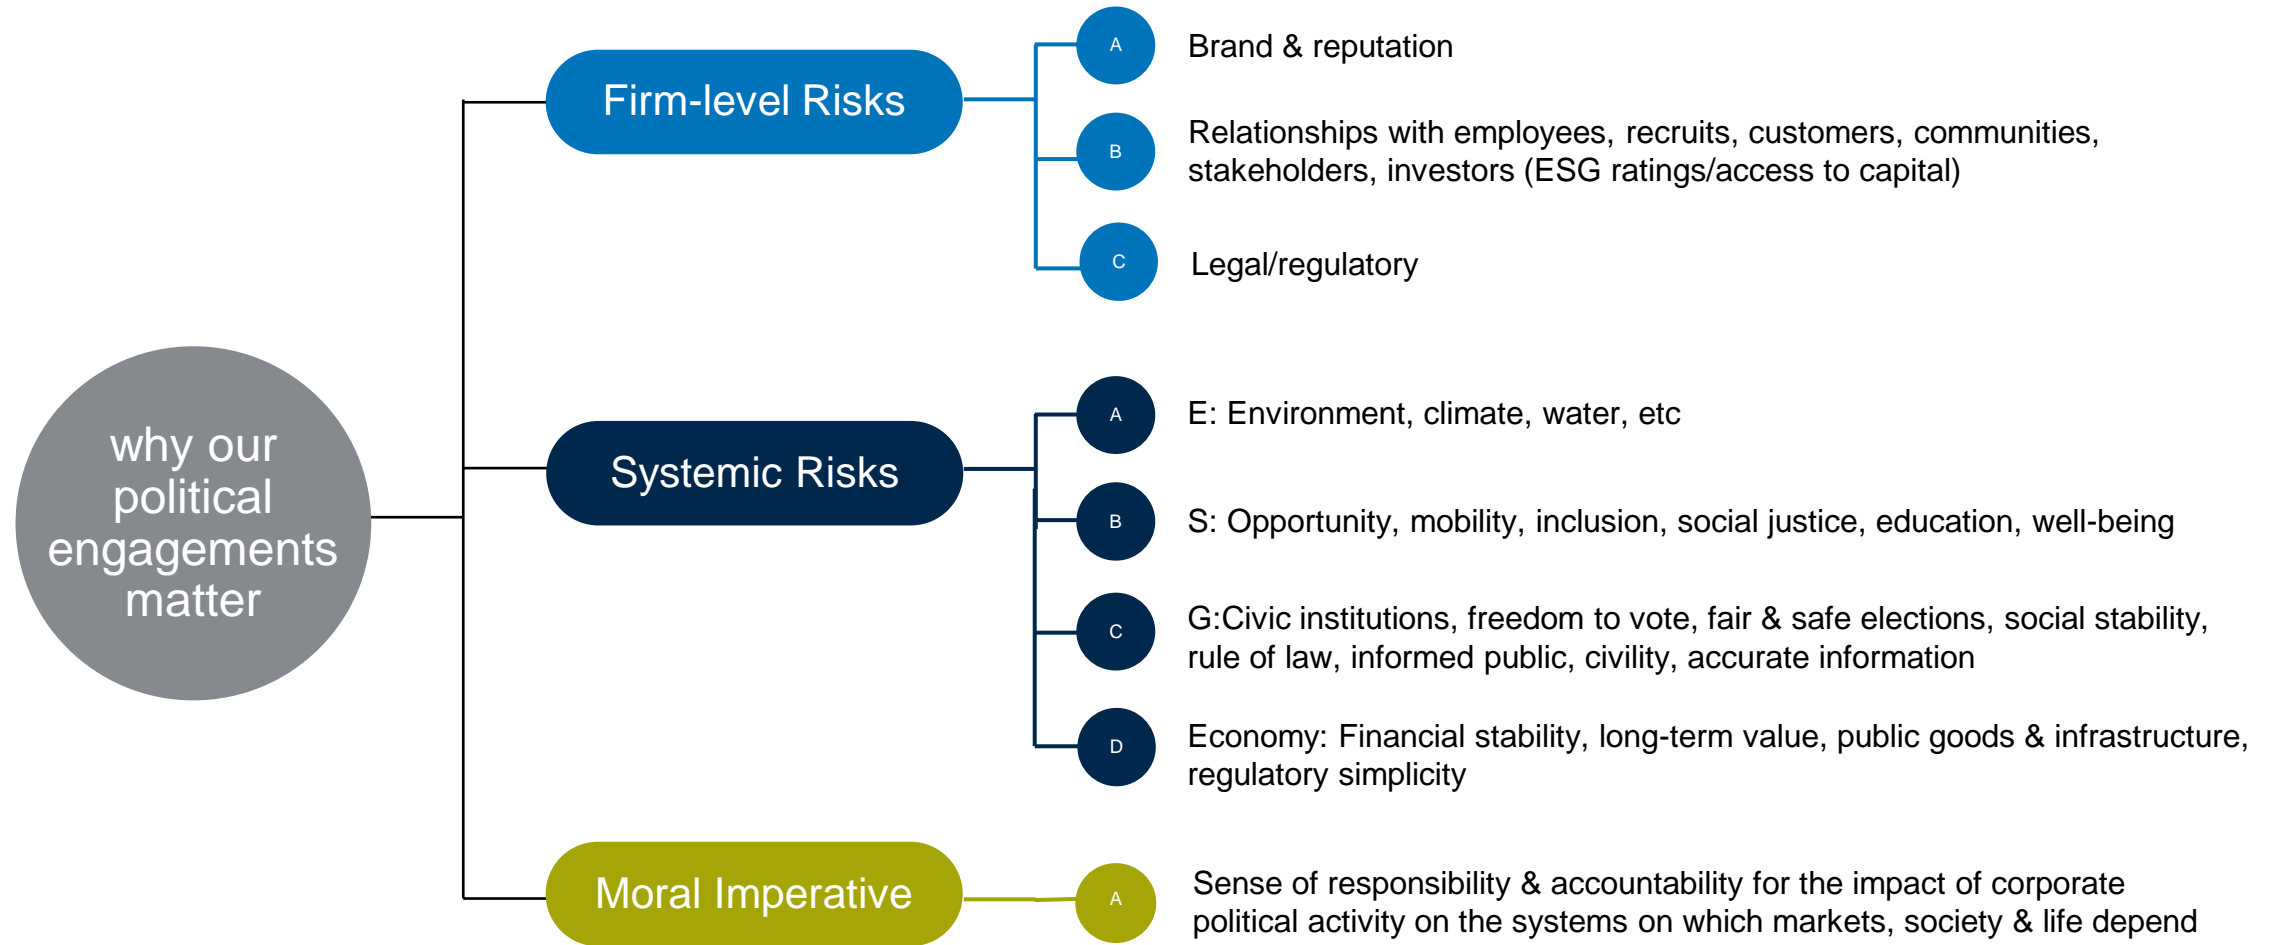 why our
political
engagements
matter
Firm-level Risks
A
Brand & reputation
B
Relationships with employees, recruits, customers, communities,
stakeholders, investors (ESG ratings/access to capital)
C
Legal/regulatory
Systemic Risks
A
E: Environment, climate, water, etc
B
S: Opportunity, mobility, inclusion, social justice, education, well-being
C
G:Civic institutions, freedom to vote, fair & safe elections, social stability,
rule of law, informed public, civility, accurate information
D
Economy: Financial stability, long-term value, public goods & infrastructure,
regulatory simplicity
Moral Imperative
A
Sense of responsibility & accountability for the impact of corporate
political activity on the systems on which markets, society & life depend